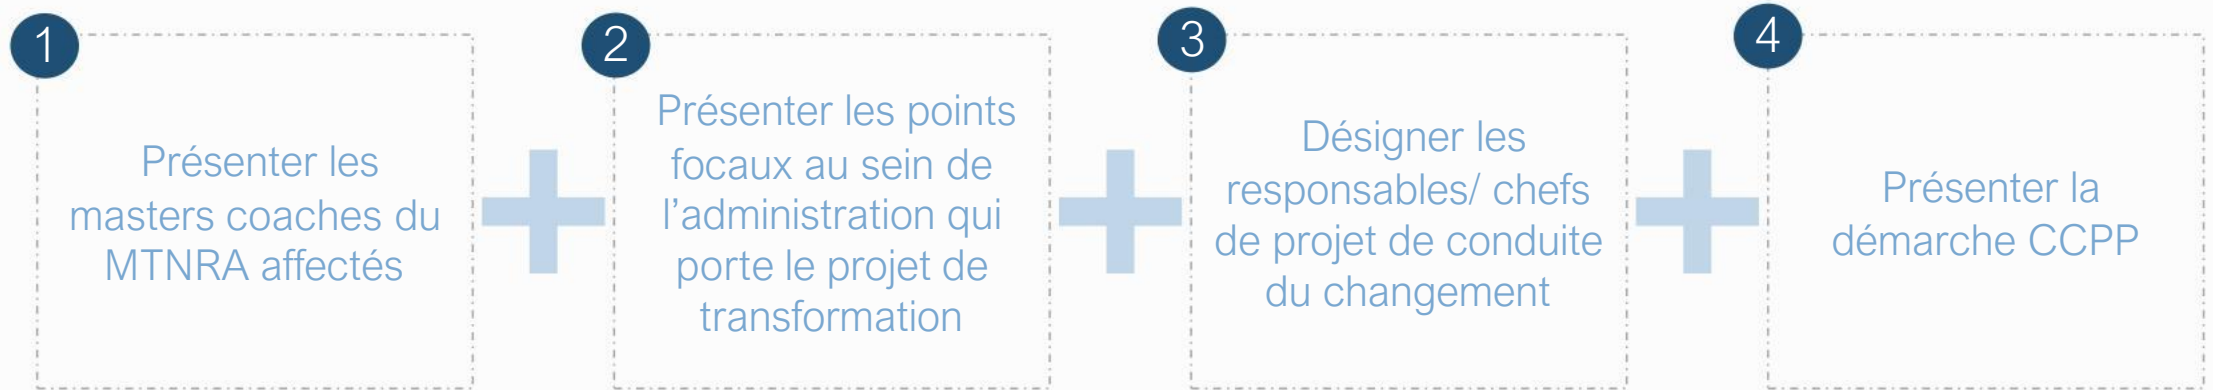 1
Présenter les
masters coaches du
MTNRA affectés
2
Présenter les points
focaux au sein de
l’administration qui
porte le projet de
transformation
3
Désigner les
responsables/ chefs
de projet de conduite
du changement
4
Présenter la
démarche CCPP